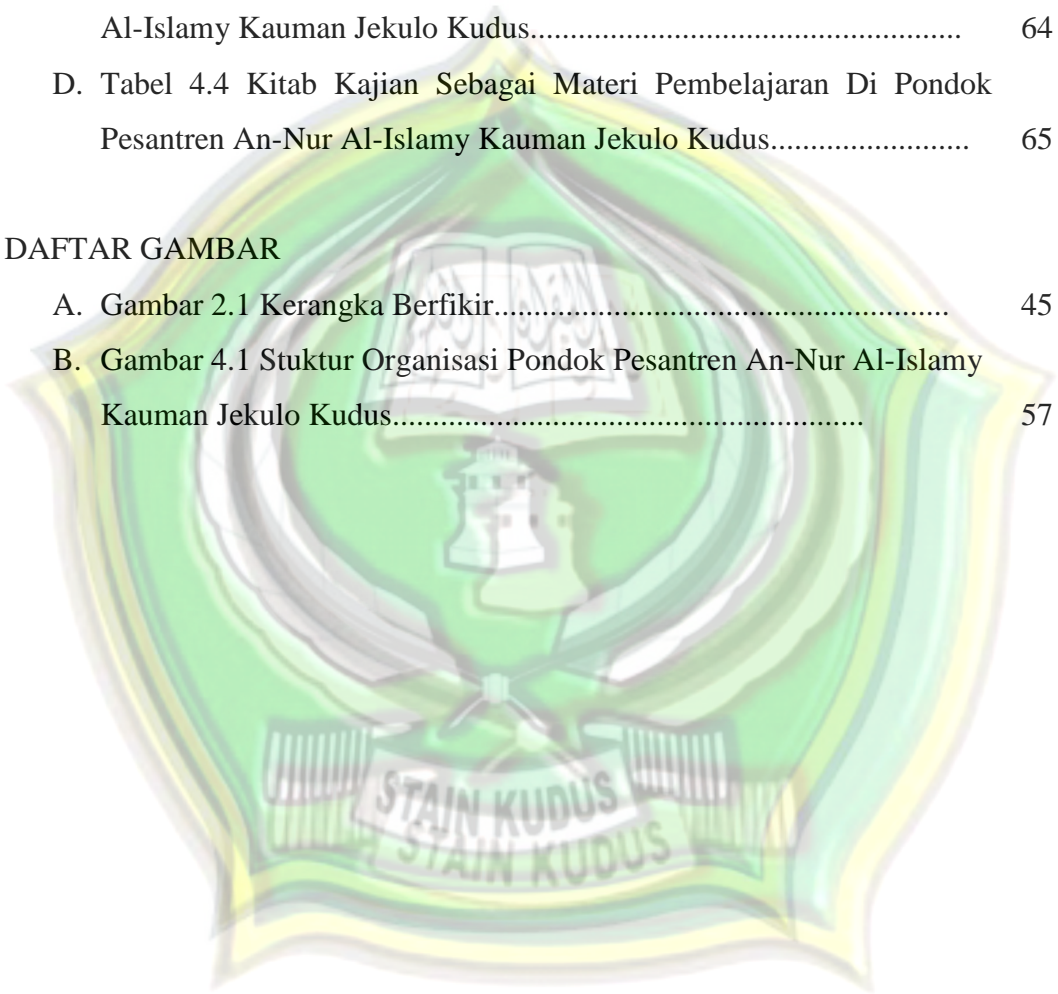 Al-Islamy Kauman Jekulo Kudus.................................................... 64
D. Tabel 4.4 Kitab Kajian Sebagai Materi Pembelajaran Di Pondok
Pesantren An-Nur Al-Islamy Kauman Jekulo Kudus........................ 65
DAFTAR GAMBAR
A. Gambar 2.1 Kerangka Berfikir....................................................... 45
B. Gambar 4.1 Stuktur Organisasi Pondok Pesantren An-Nur Al-Islamy
Kauman Jekulo Kudus......................................................... 57
STAIN KUDUS
STAIN KUDUS